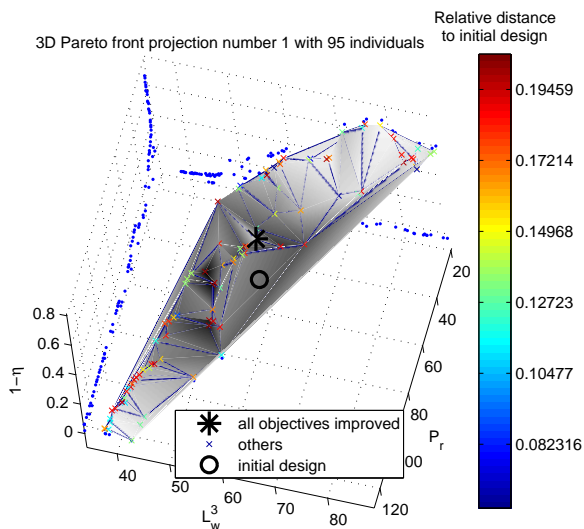 Relative distance
to initial design
3D Pareto front projection number 1 with 95 individuals
0.19459
0.17214
0.14968
0.12723
0.10477
0.082316
0.8
0.6
0.4
0.2
0
1−η
20
40
60
80
00
P_r
all objectives improved
others
initial design
40
50
60
70
80
90
120
L_w^3